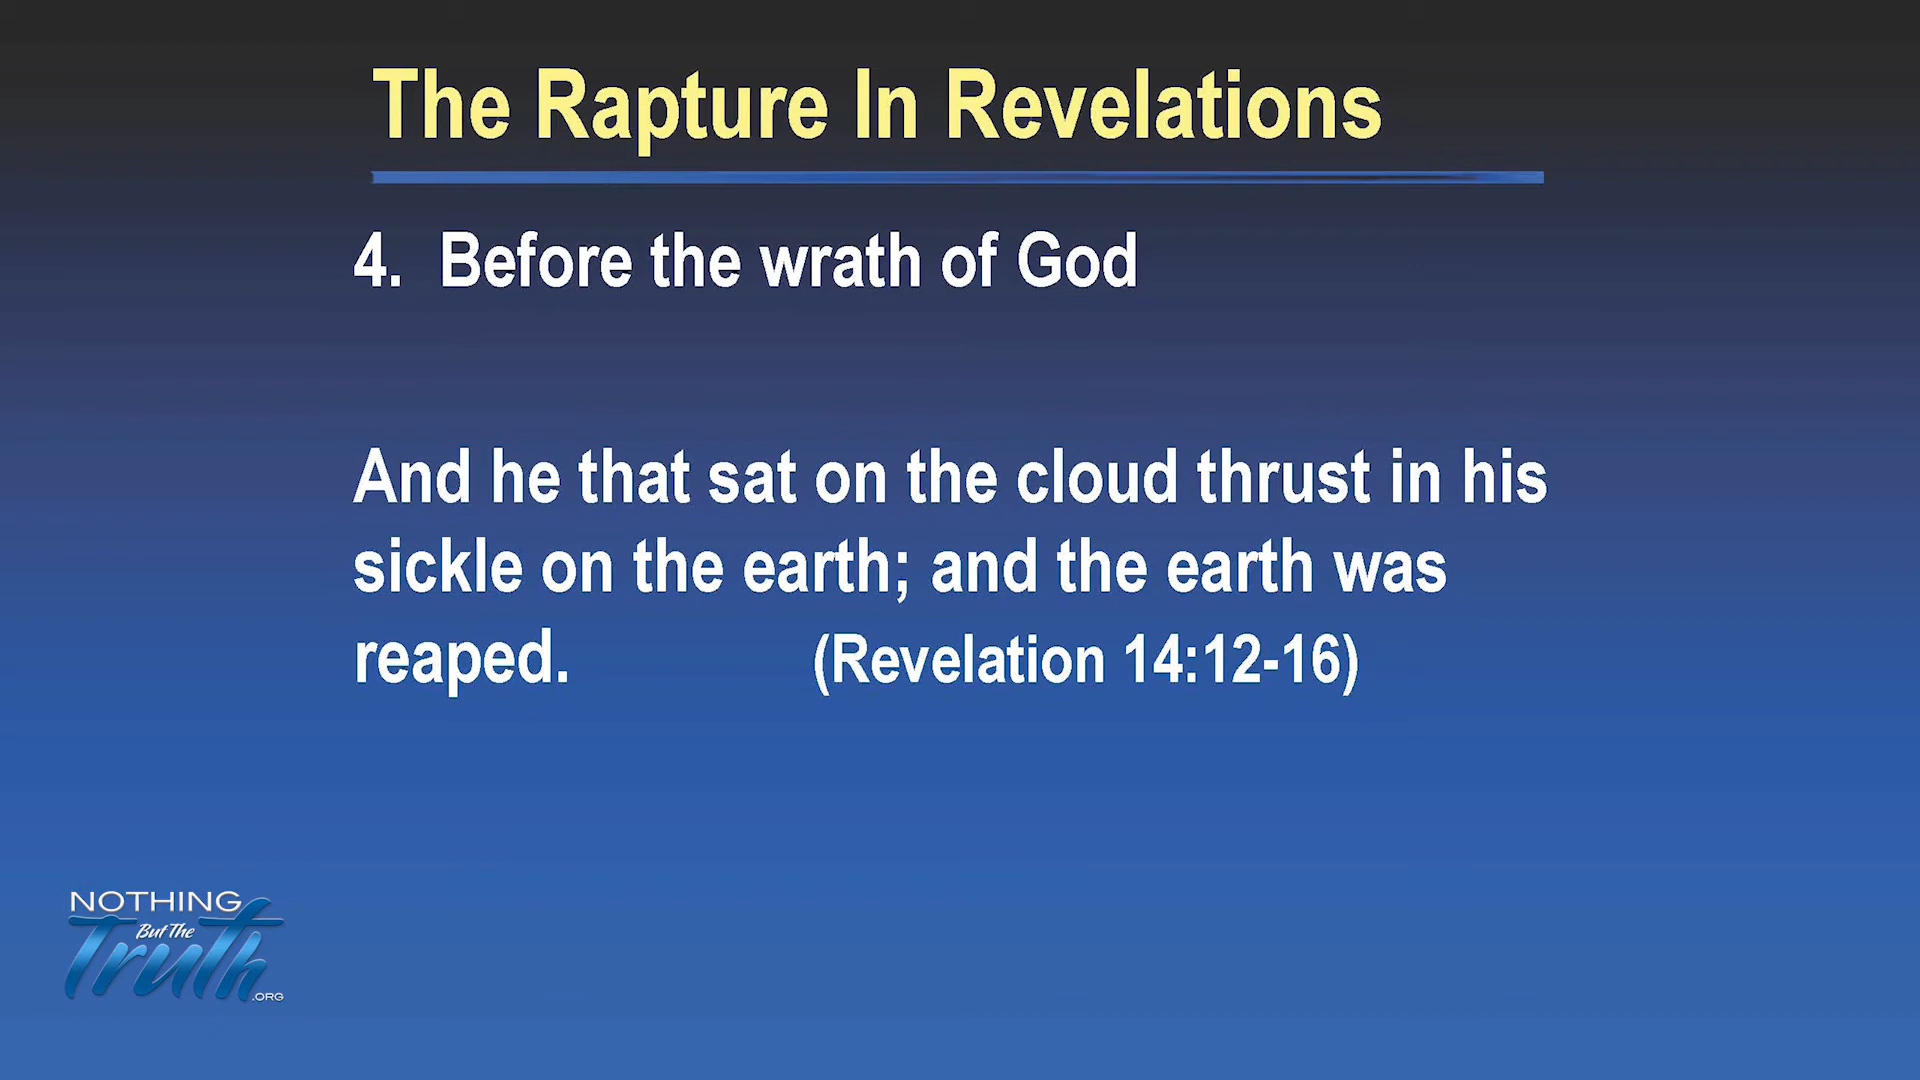 The Rapture In Revelations
4. Before the wrath of God
And he that sat on the cloud thrust in his
sickle on the earth; and the earth was
reaped. (Revelation 14:12-16)
NOTHING
But The
Truth
.ORG